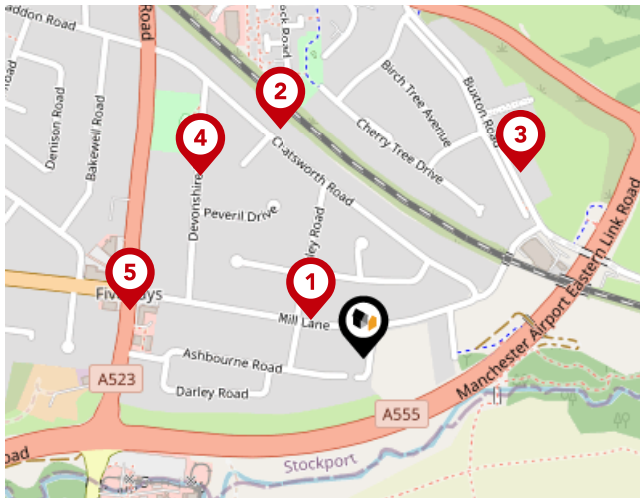 addon Road
Road
ock Road
Birch Tree Avenue
Buxton Road
Denison Road
Bakewell Road
2
3
4
Cherry Tree Drive
Chatsworth Road
Devonshire
Peveril Drive
ley Road
5
1
Five Ways
Mill Lane
Ashbourne Road
Darley Road
A523
A555
Manchester Airport Eastern Link Road
oad
Stockport